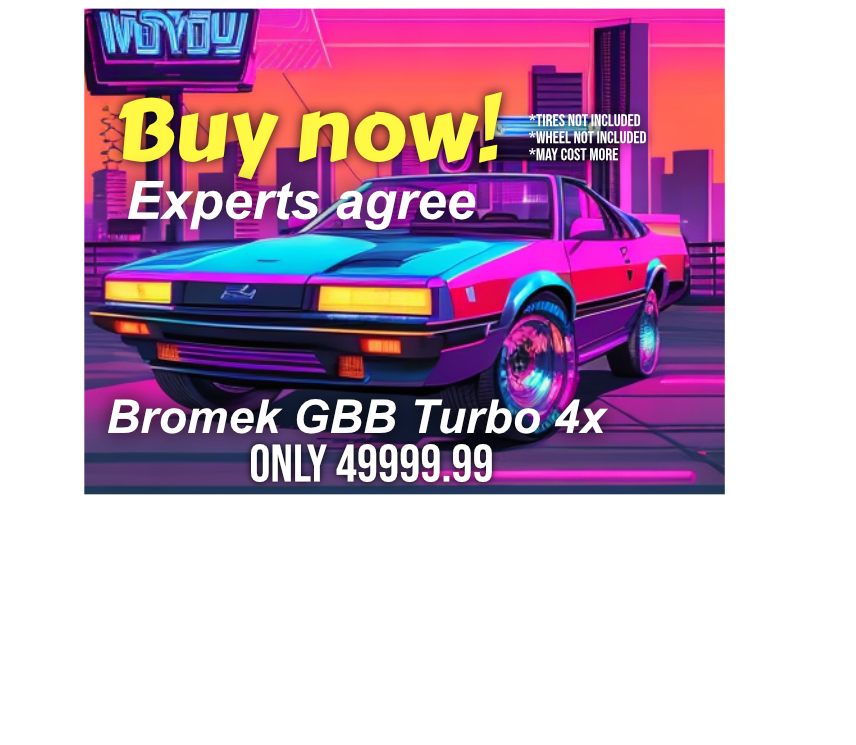 Buy now!
*TIRES NOT INCLUDED
*WHEEL NOT INCLUDED
*MAY COST MORE
Experts agree
Bromek GBB Turbo 4x
ONLY 49999.99